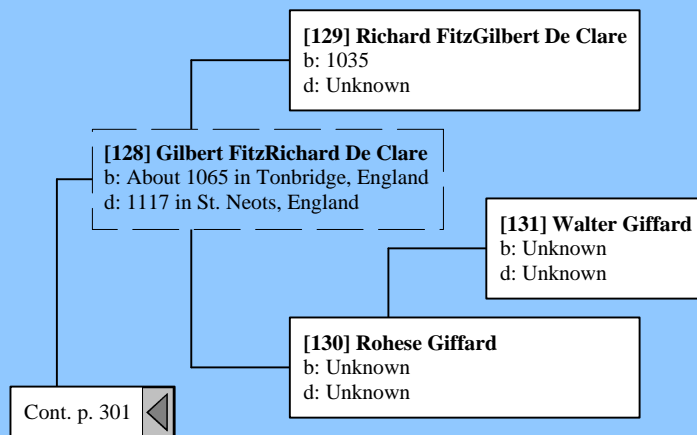 [129] Richard FitzGilbert De Clare
b: 1035
d: Unknown
[128] Gilbert FitzRichard De Clare
b: About 1065 in Tonbridge, England
d: 1117 in St. Neots, England
[131] Walter Giffard
b: Unknown
d: Unknown
[130] Rohese Giffard
b: Unknown
d: Unknown
Cont. p. 301